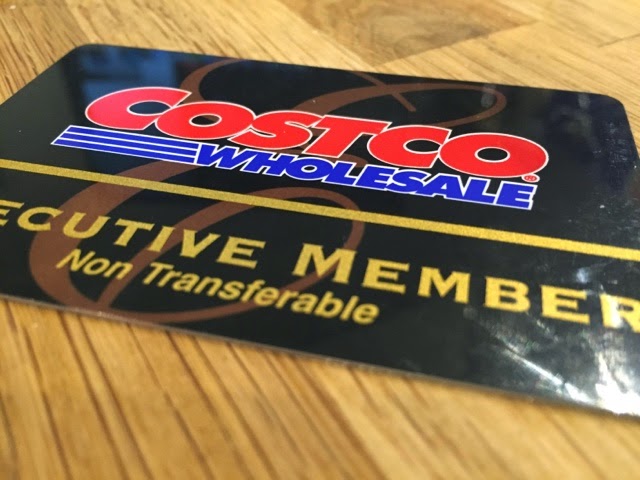 COSTCO®
WHOLESALE
ECUTIVE MEMBER
Non Transferable